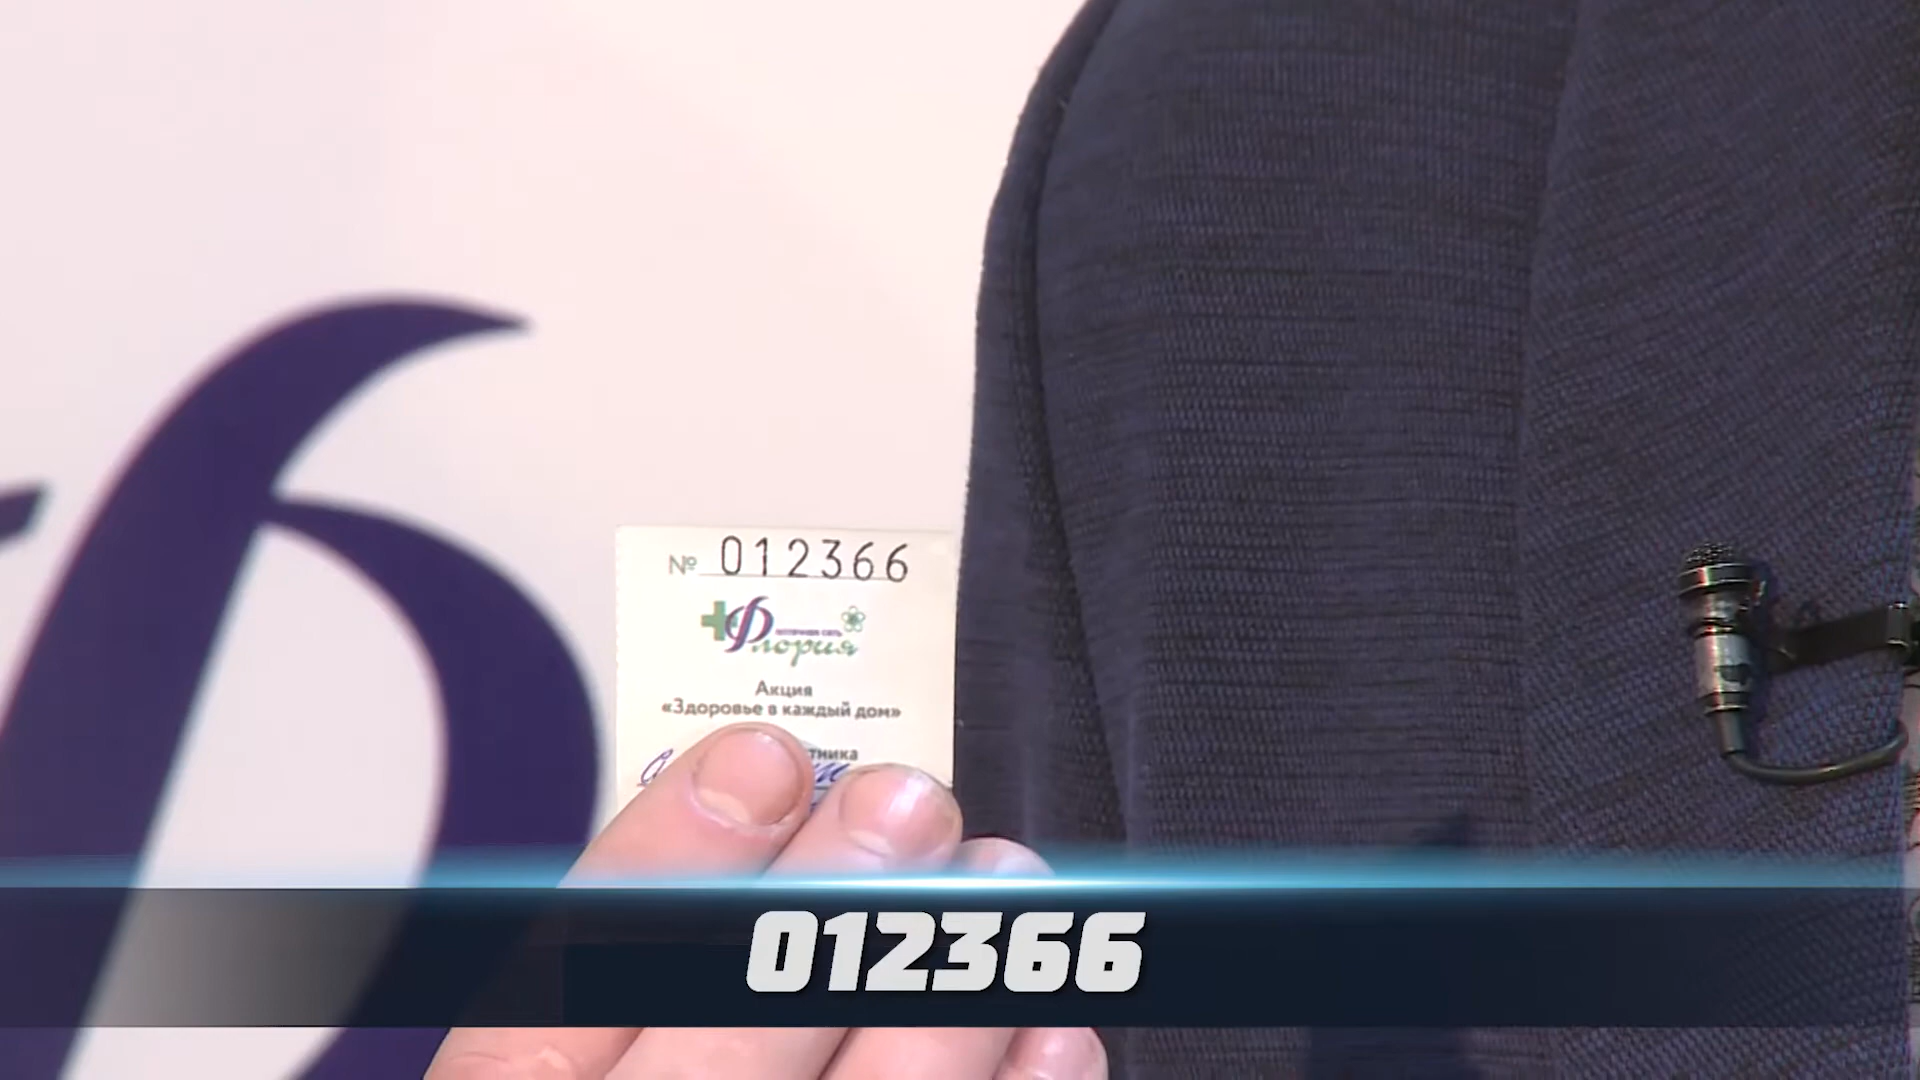 № 012366
аптечная сеть
Флория
Акция
«Здоровье в каждый дом»
012366